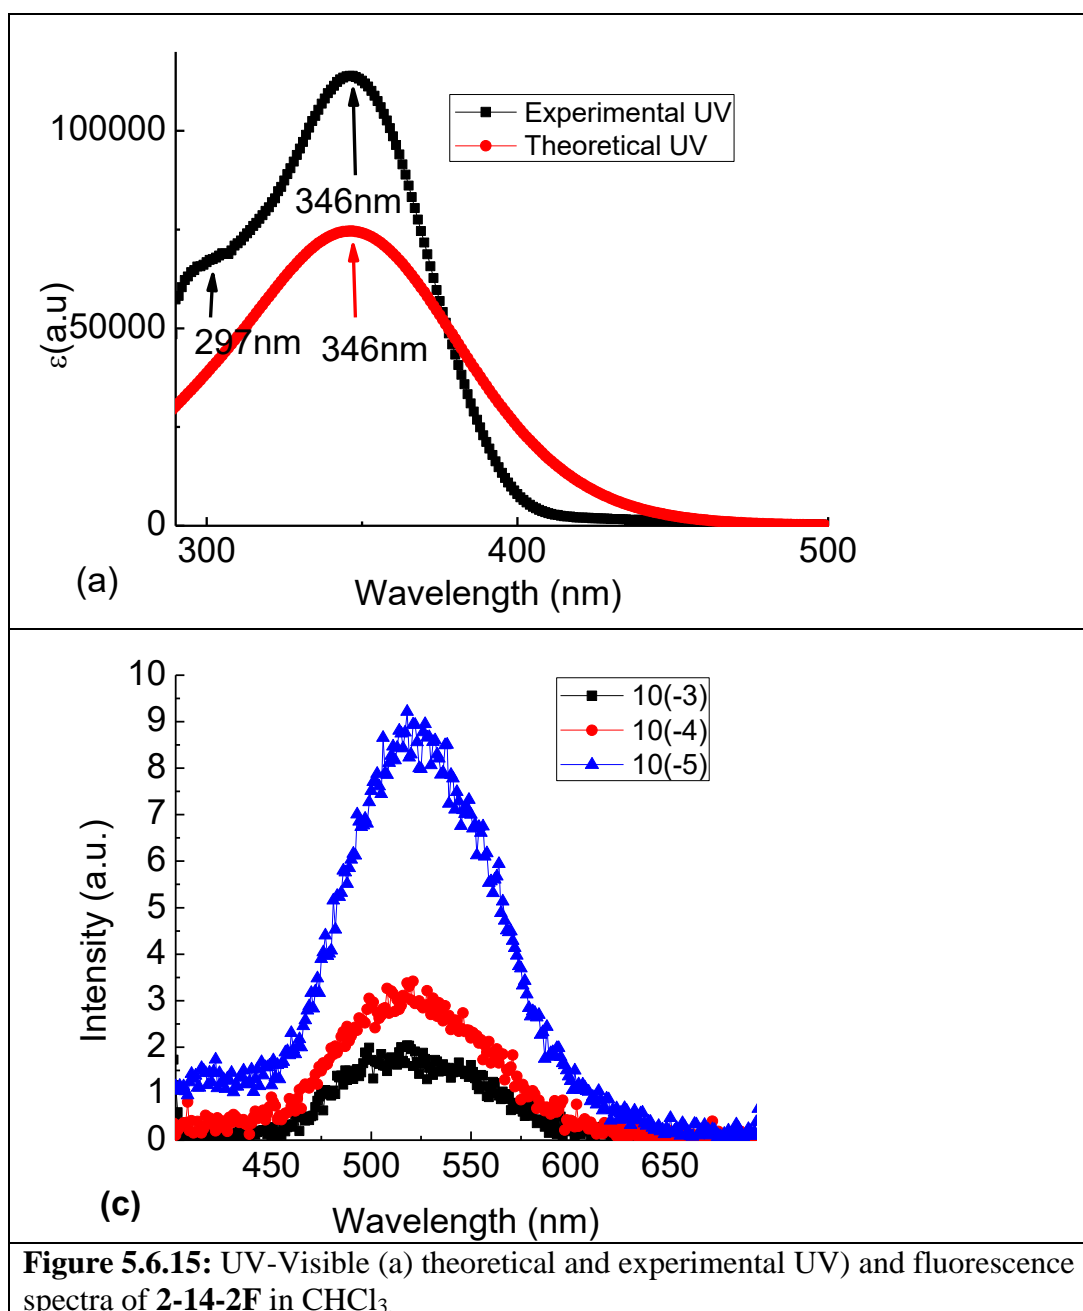 100000
50000
0
ε(a.u)
Experimental UV
Theoretical UV
346nm
297nm
346nm
300
400
500
(a)
Wavelength (nm)
10
9
8
7
6
5
4
3
2
1
0
Intensity (a.u.)
10(-3)
10(-4)
10(-5)
450
500
550
600
650
(c)
Wavelength (nm)
Figure 5.6.15: UV-Visible (a) theoretical and experimental UV) and fluorescence
spectra of 2-14-2F in CHCl3